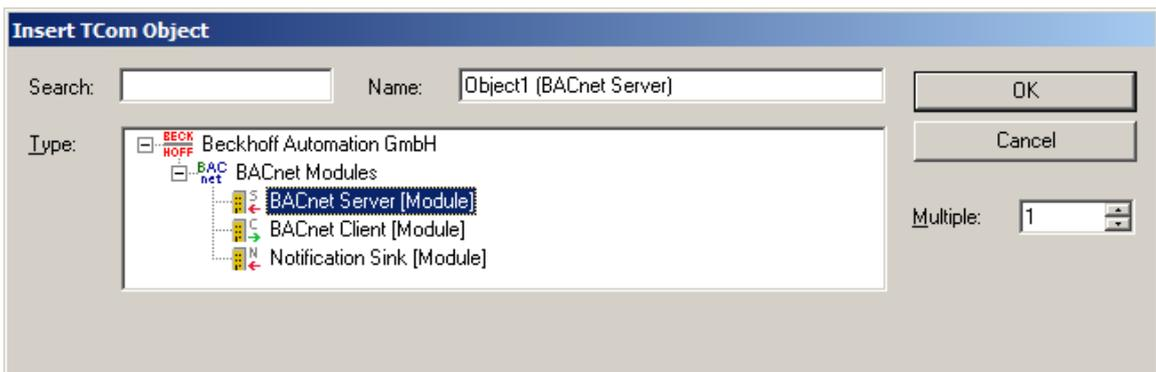 Insert TCom Object
Search: Name: Object1 (BACnet Server) OK
Type: BECK HOFF Beckhoff Automation GmbH Cancel
BAC net BACnet Modules
S BACnet Server [Module] Multiple: 1
C BACnet Client [Module]
N Notification Sink [Module]